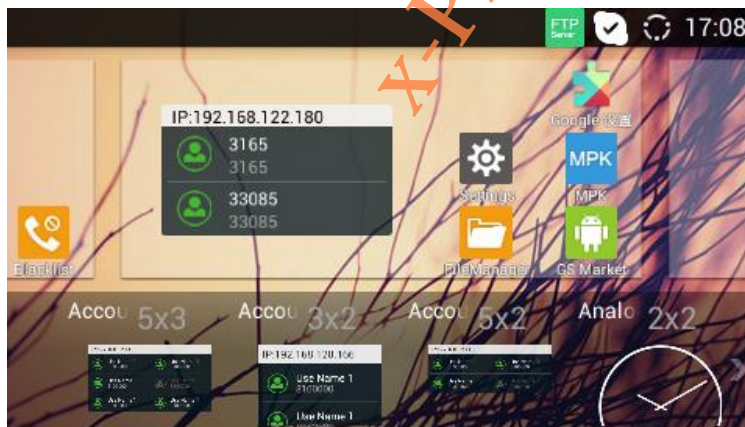 FTP
Server
17:08
x-P
IP:192.168.122.180
3165
3165
33085
33085
Google 设置
Settings
MPK
MPK
Blacklist
FileManager
GS Market
Accou 5x3
Accou 3x2
Accou 5x2
Analo 2x2
IP:192.168.128.166
Use Name 1
3100000
Use Name 1